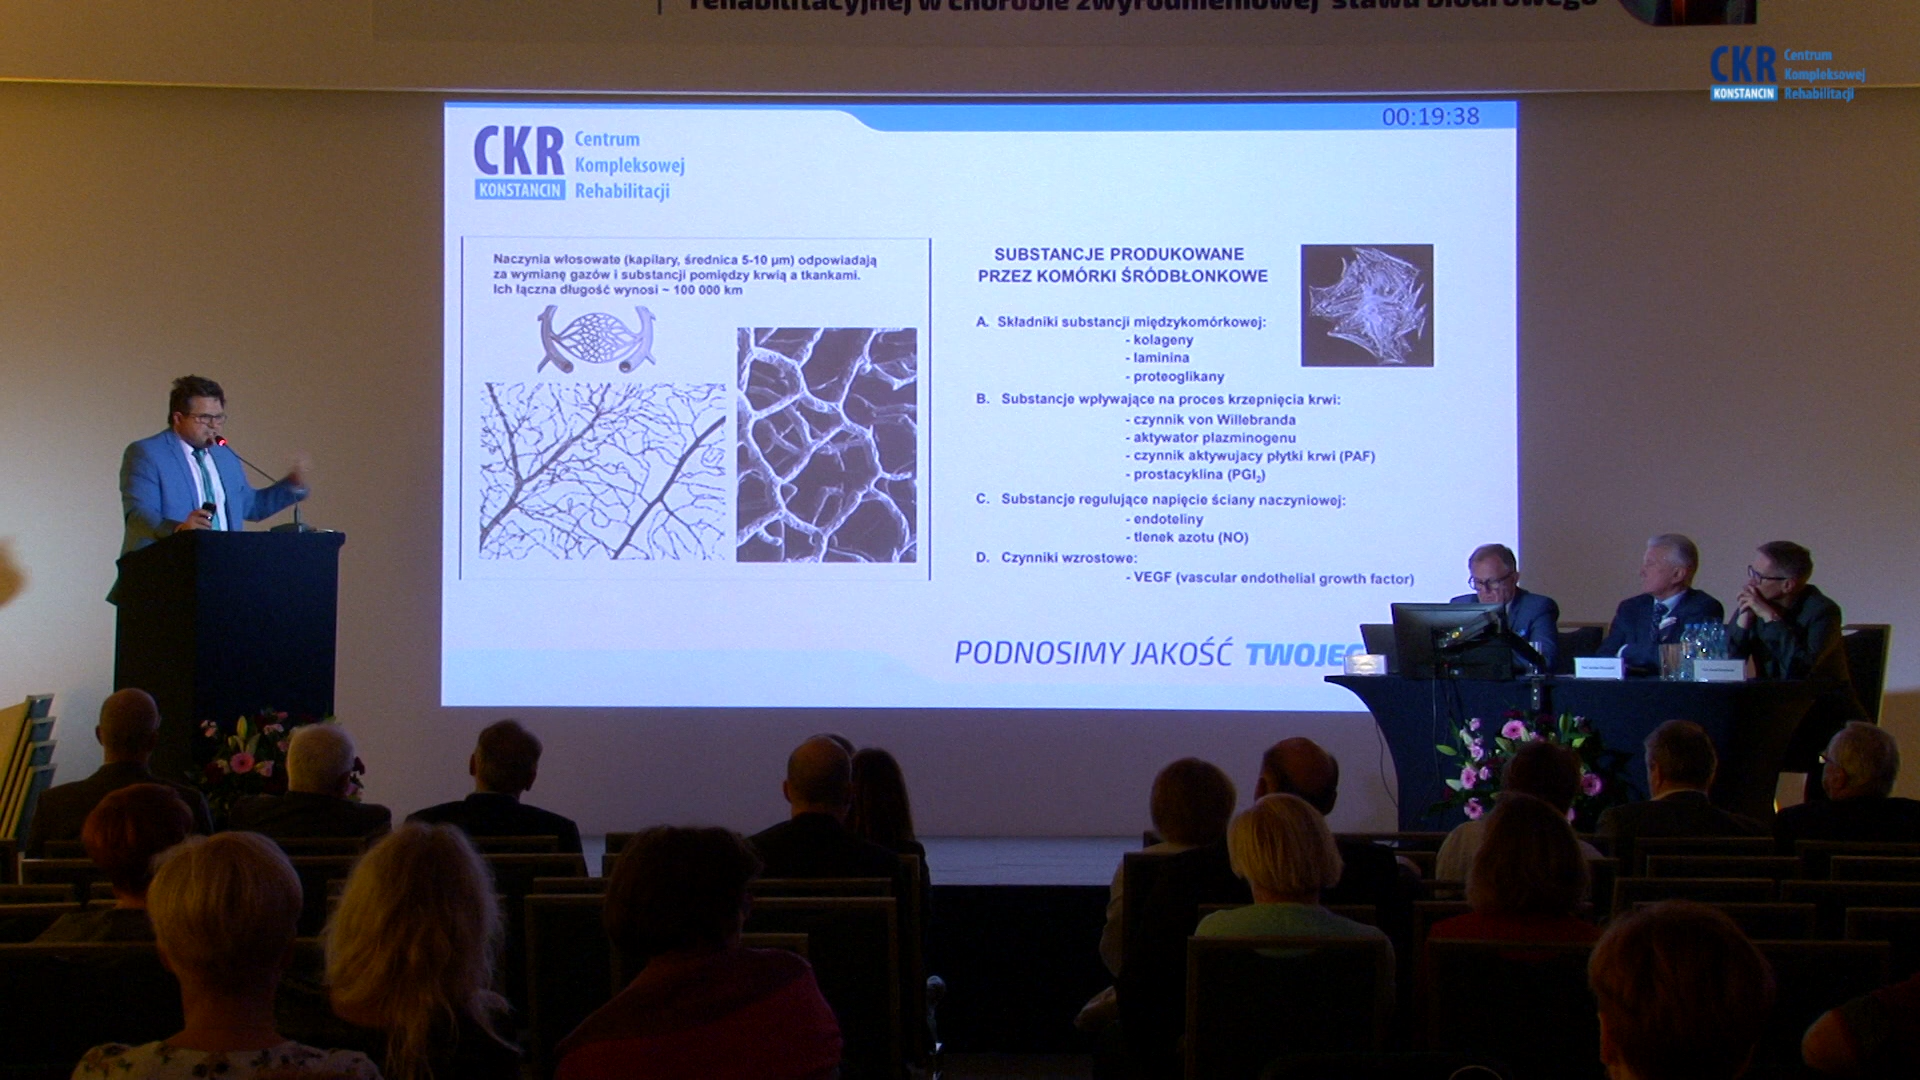 rehabilitacyjnej w chorobie zwyrodnieniowej stawu biodrowego
CKR Centrum
Kompleksowej
KONSTANCIN Rehabilitacji
00:19:38
CKR Centrum
Kompleksowej
KONSTANCIN Rehabilitacji
Naczynia włosowate (kapilary, średnica 5-10 µm) odpowiadają
za wymianę gazów i substancji pomiędzy krwią a tkankami.
Ich łączna długość wynosi ~ 100 000 km
SUBSTANCJE PRODUKOWANE
PRZEZ KOMÓRKI ŚRÓDBŁONKOWE
A. Składniki substancji międzykomórkowej:
- kolageny
- laminina
- proteoglikany
B. Substancje wpływające na proces krzepnięcia krwi:
- czynnik von Willebranda
- aktywator plazminogenu
- czynnik aktywujacy płytki krwi (PAF)
- prostacyklina (PGI₂)
C. Substancje regulujące napięcie ściany naczyniowej:
- endoteliny
- tlenek azotu (NO)
D. Czynniki wzrostowe:
- VEGF (vascular endothelial growth factor)
PODNOSIMY JAKOŚĆ